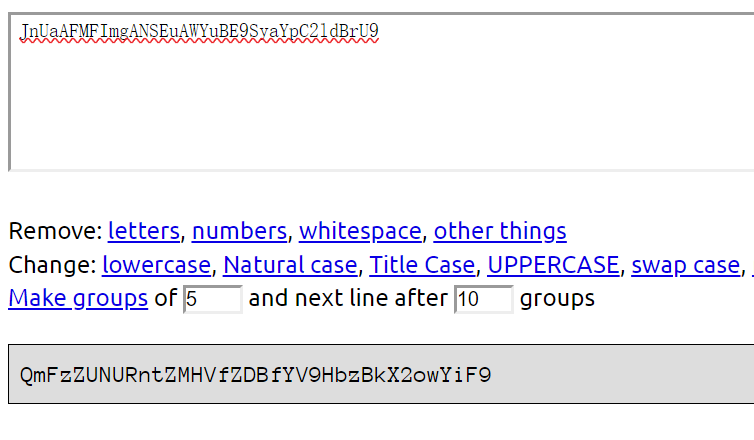 JnUaAFMFImgANSEuAWYuBE9SyaYpC2ldBrU9
Remove: letters, numbers, whitespace, other things
Change: lowercase, Natural case, Title Case, UPPERCASE, swap case,
Make groups of 5 and next line after 10 groups
QmFzZUNURntZMHVfZDBfYV9HbzBkX2owYiF9